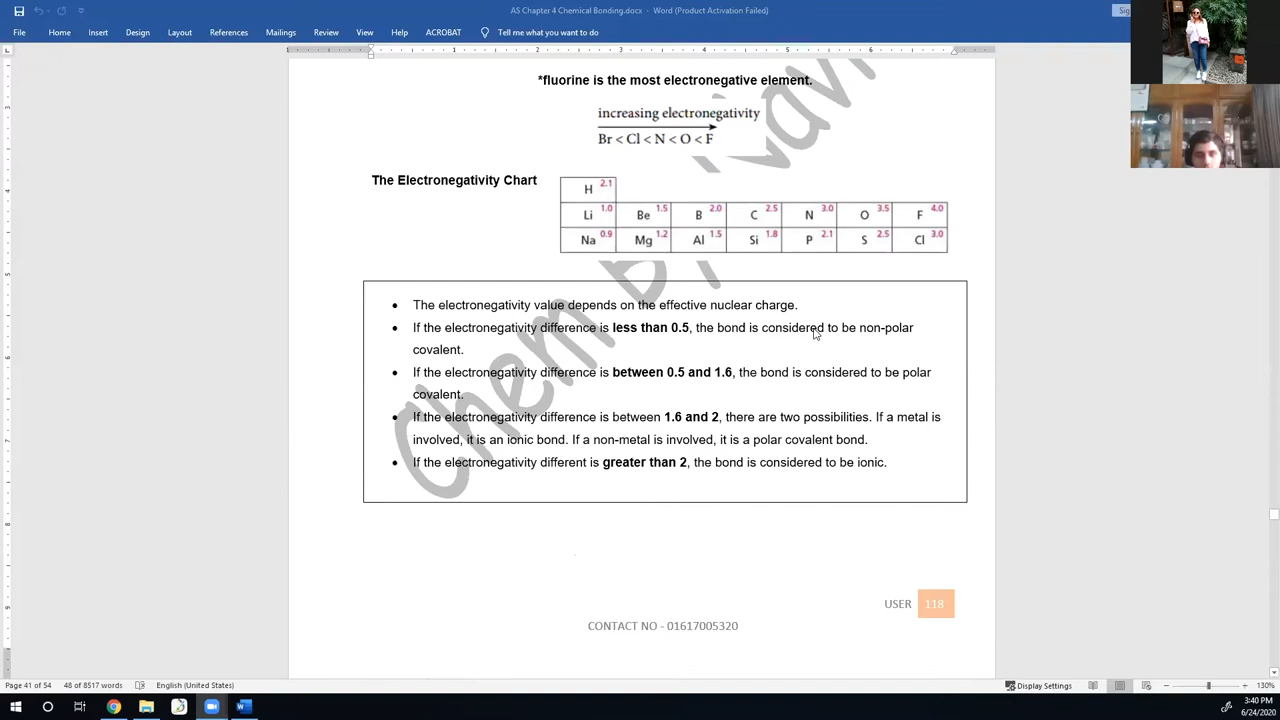 AS Chapter 4 Chemical Bonding.docx - Word (Product Activation Failed)
Sig
File Home Insert Design Layout References Mailings Review View Help ACROBAT Tell me what you want to do
*fluorine is the most electronegative element.
increasing electronegativity
Br < Cl < N < O < F
The Electronegativity Chart
H 2.1
Li 1.0 Be 1.5 B 2.0 C 2.5 N 3.0 O 3.5 F 4.0
Na 0.9 Mg 1.2 Al 1.5 Si 1.8 P 2.1 S 2.5 Cl 3.0
• The electronegativity value depends on the effective nuclear charge.
• If the electronegativity difference is less than 0.5, the bond is considered to be non-polar
covalent.
• If the electronegativity difference is between 0.5 and 1.6, the bond is considered to be polar
covalent.
• If the electronegativity difference is between 1.6 and 2, there are two possibilities. If a metal is
involved, it is an ionic bond. If a non-metal is involved, it is a polar covalent bond.
• If the electronegativity different is greater than 2, the bond is considered to be ionic.
Chem By
USER 118
CONTACT NO - 01617005320
Page 41 of 54 48 of 8517 words English (United States) Display Settings 130%
3:40 PM
6/24/2020